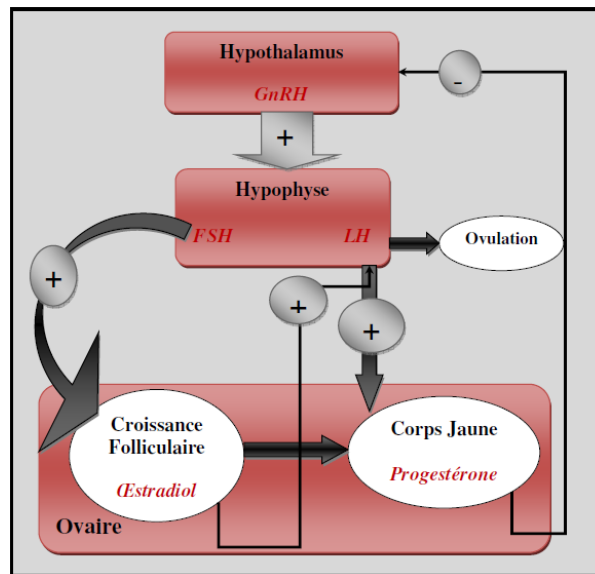 Hypothalamus
-
GnRH
+
Hypophyse
FSH
LH
Ovulation
+
+
+
Croissance
Folliculaire
Œstradiol
Corps Jaune
Progestérone
Ovaire